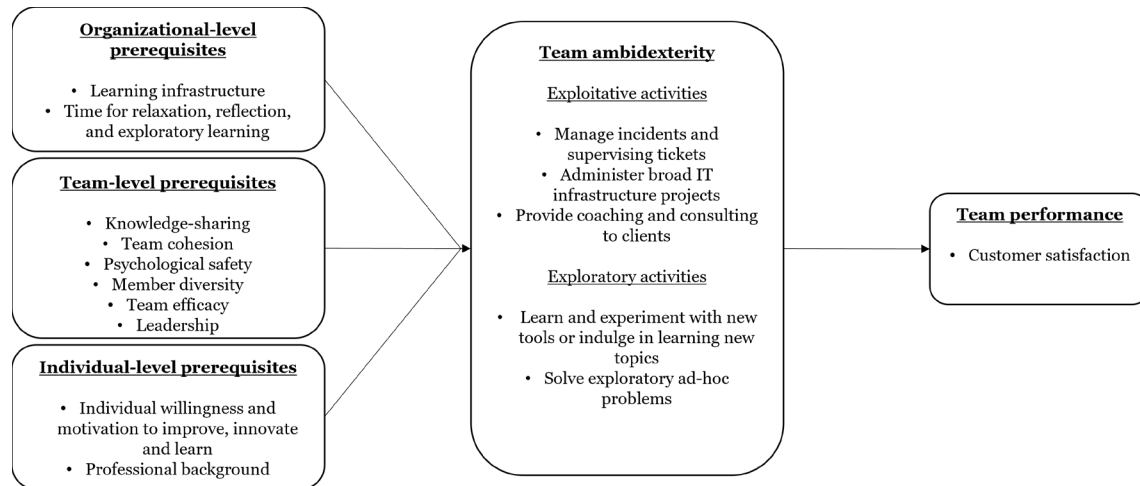 Organizational-level
prerequisites
• Learning infrastructure
• Time for relaxation, reflection,
and exploratory learning
Team-level prerequisites
• Knowledge-sharing
• Team cohesion
• Psychological safety
• Member diversity
• Team efficacy
• Leadership
Individual-level prerequisites
• Individual willingness and
motivation to improve, innovate
and learn
• Professional background
Team ambidexterity
Exploitative activities
• Manage incidents and
supervising tickets
• Administer broad IT
infrastructure projects
• Provide coaching and consulting
to clients
Exploratory activities
• Learn and experiment with new
tools or indulge in learning new
topics
• Solve exploratory ad-hoc
problems
Team performance
• Customer satisfaction